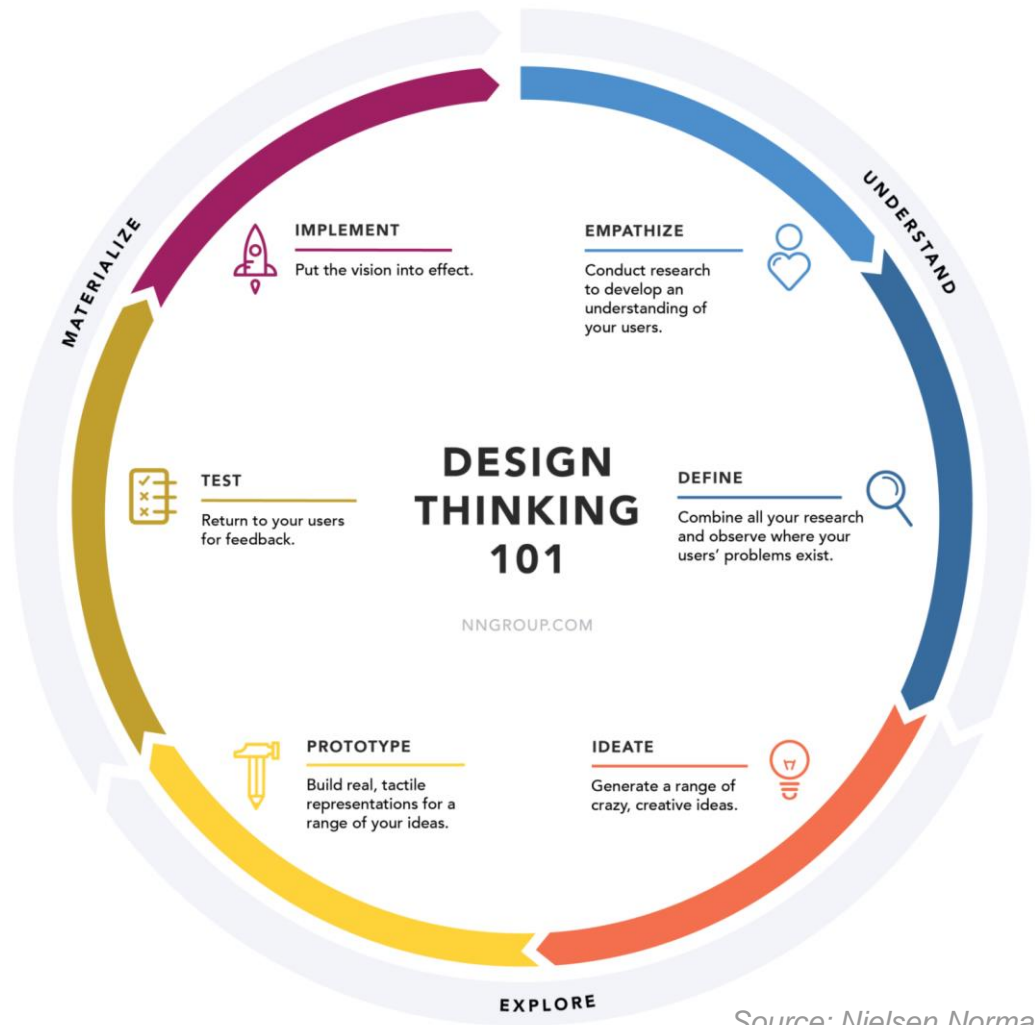 DESIGN
THINKING
101
NNGROUP.COM
UNDERSTAND
EMPATHIZE
Conduct research
to develop an
understanding of
your users.
DEFINE
Combine all your research
and observe where your
users' problems exist.
EXPLORE
IDEATE
Generate a range of
crazy, creative ideas.
PROTOTYPE
Build real, tactile
representations for a
range of your ideas.
MATERIALIZE
TEST
Return to your users
for feedback.
IMPLEMENT
Put the vision into effect.
Source: Nielsen Norma